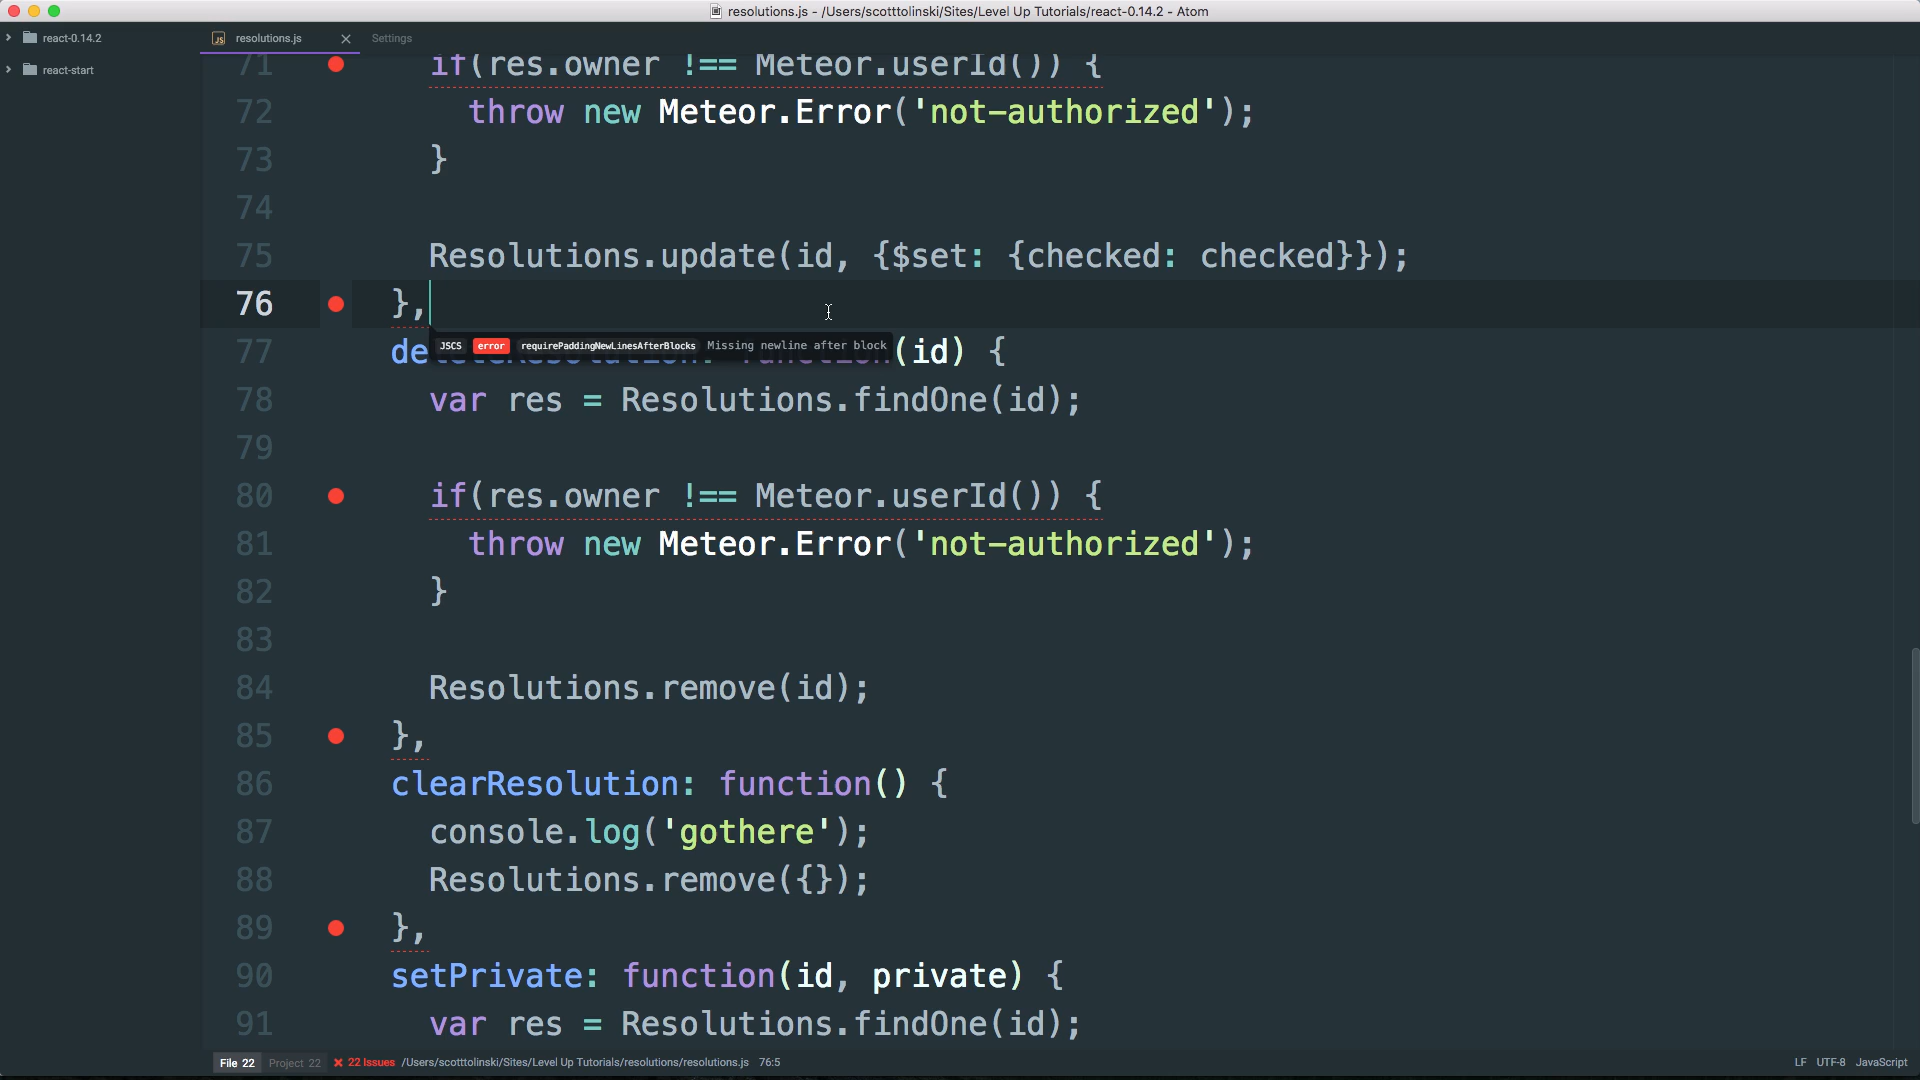 resolutions.js - /Users/scotttolinski/Sites/Level Up Tutorials/react-0.14.2 - Atom
react-0.14.2
react-start
JS resolutions.js Settings
71 if(res.owner !== Meteor.userId()) {
72 throw new Meteor.Error('not-authorized');
73 }
74
75 Resolutions.update(id, {$set: {checked: checked}});
76 },
JSCS error requirePaddingNewLinesAfterBlocks Missing newline after block
77 deleteResolution: function(id) {
78 var res = Resolutions.findOne(id);
79
80 if(res.owner !== Meteor.userId()) {
81 throw new Meteor.Error('not-authorized');
82 }
83
84 Resolutions.remove(id);
85 },
86 clearResolution: function() {
87 console.log('gothere');
88 Resolutions.remove({});
89 },
90 setPrivate: function(id, private) {
91 var res = Resolutions.findOne(id);
File 22 Project 22 22 Issues /Users/scotttolinski/Sites/Level Up Tutorials/resolutions/resolutions.js 76:5 LF UTF-8 JavaScript